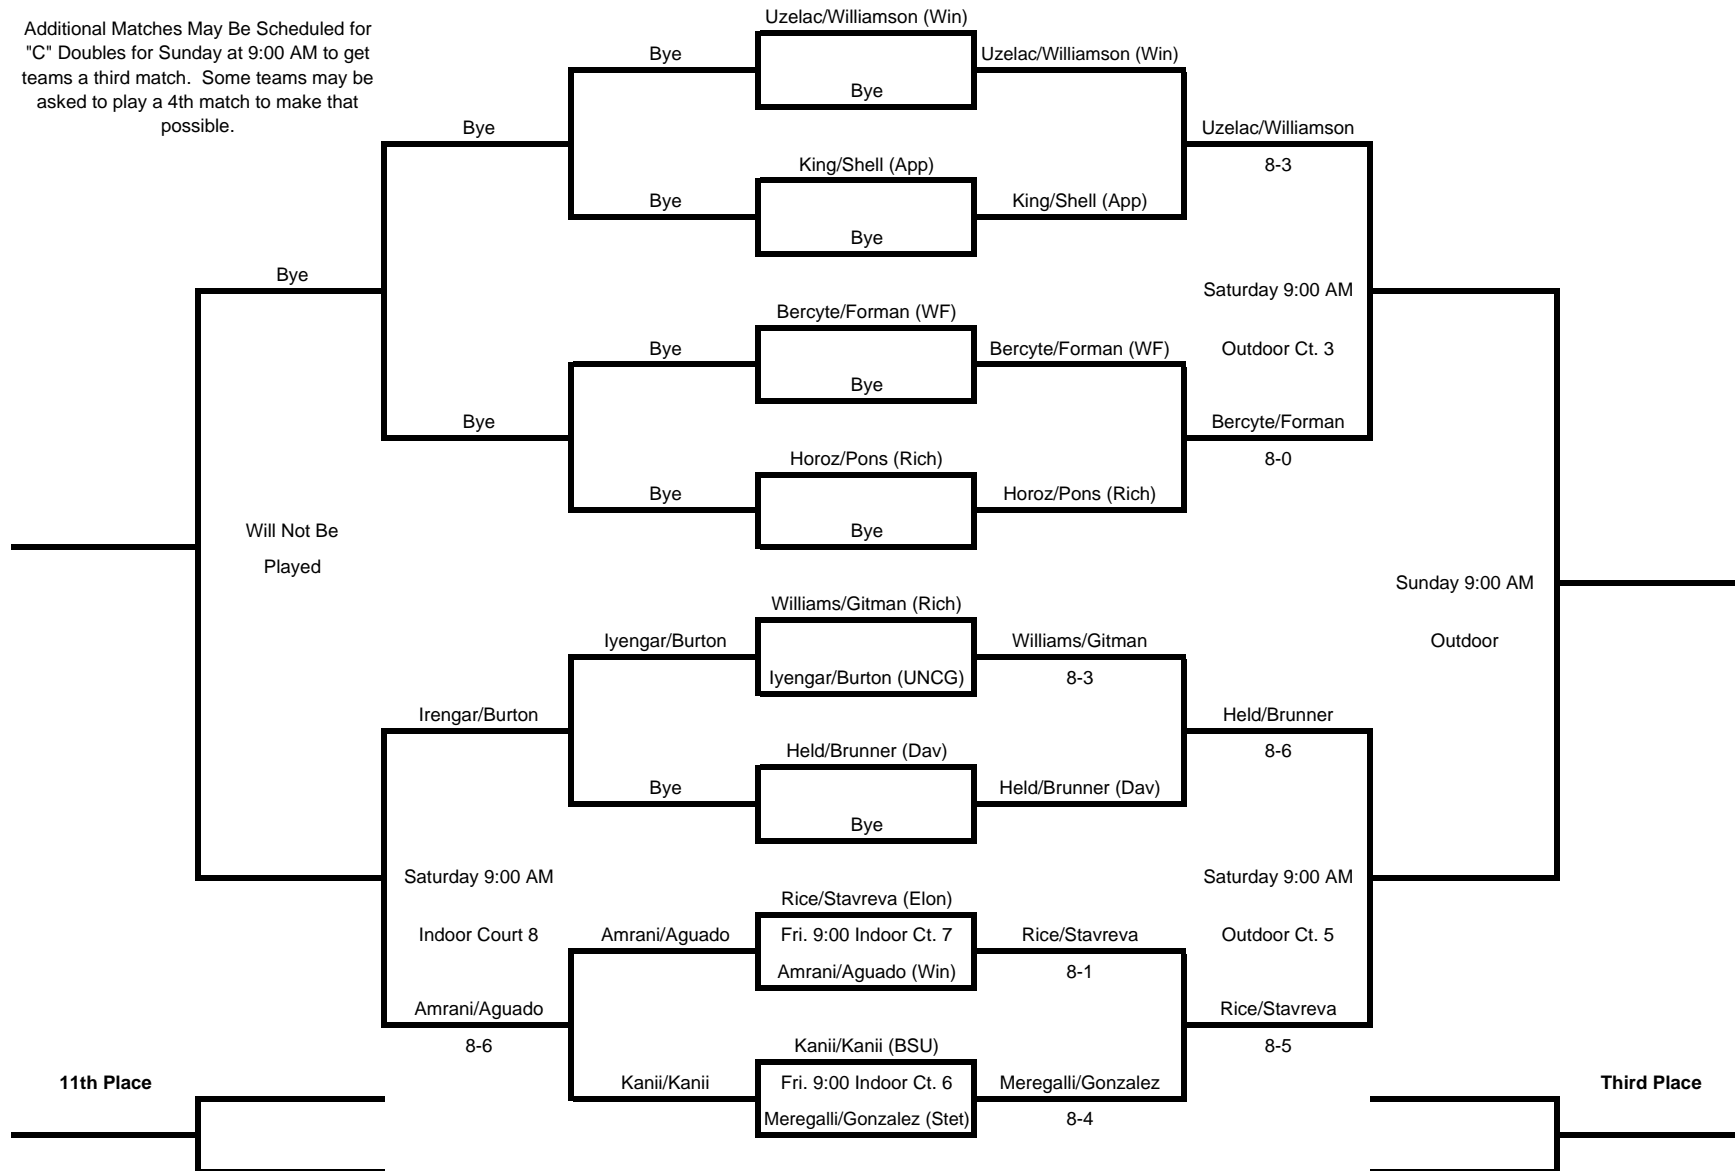 Additional Matches May Be Scheduled for
"C" Doubles for Sunday at 9:00 AM to get
teams a third match.  Some teams may be
asked to play a 4th match to make that
possible.
Uzelac/Williamson (Win)
Bye
Uzelac/Williamson (Win)
Bye
Bye
Uzelac/Williamson
King/Shell (App)
8-3
Bye
King/Shell (App)
Bye
Bye
Saturday 9:00 AM
Bercyte/Forman (WF)
Bye
Bercyte/Forman (WF)
Outdoor Ct. 3
Bye
Bye
Bercyte/Forman
Horoz/Pons (Rich)
8-0
Bye
Horoz/Pons (Rich)
Will Not Be
Bye
Played
Sunday 9:00 AM
Williams/Gitman (Rich)
Iyengar/Burton
Williams/Gitman
Outdoor
Iyengar/Burton (UNCG)
8-3
Irengar/Burton
Held/Brunner
Held/Brunner (Dav)
8-6
Bye
Held/Brunner (Dav)
Bye
Saturday 9:00 AM
Saturday 9:00 AM
Rice/Stavreva (Elon)
Indoor Court 8
Amrani/Aguado
Fri. 9:00 Indoor Ct. 7
Rice/Stavreva
Outdoor Ct. 5
Amrani/Aguado (Win)
8-1
Amrani/Aguado
Rice/Stavreva
8-6
Kanii/Kanii (BSU)
8-5
11th Place
Kanii/Kanii
Fri. 9:00 Indoor Ct. 6
Meregalli/Gonzalez
Third Place
Meregalli/Gonzalez (Stet)
8-4